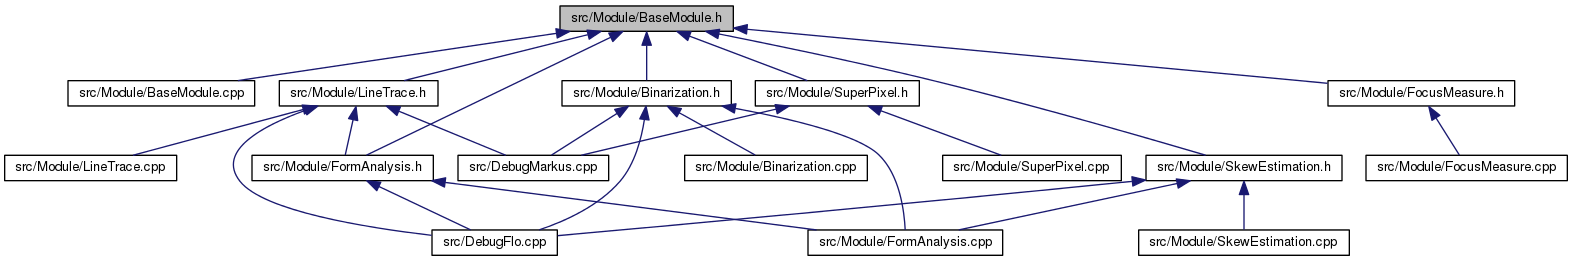 src/Module/BaseModule.h
src/Module/BaseModule.cpp
src/Module/LineTrace.h
src/Module/Binarization.h
src/Module/SuperPixel.h
src/Module/FocusMeasure.h
src/Module/LineTrace.cpp
src/Module/FormAnalysis.h
src/DebugMarkus.cpp
src/Module/Binarization.cpp
src/Module/SuperPixel.cpp
src/Module/SkewEstimation.h
src/Module/FocusMeasure.cpp
src/DebugFlo.cpp
src/Module/FormAnalysis.cpp
src/Module/SkewEstimation.cpp